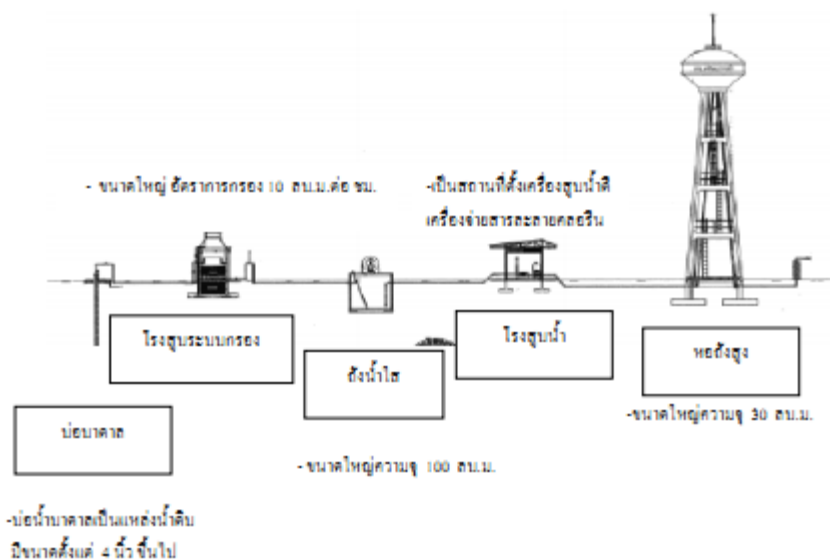 - ขนาดใหญ่ อัตราการกรอง 10 ลบ.ม.ต่อ ชม.
-เป็นสถานที่ตั้งเครื่องสูบน้ำดี
เครื่องจ่ายสารละลายคลอรีน
โรงสูบระบบกรอง
ถังน้ำใส
โรงสูบน้ำ
หอถังสูง
บ่อบาดาล
-ขนาดใหญ่ความจุ 30 ลบ.ม.
- ขนาดใหญ่ความจุ 100 ลบ.ม.
-บ่อน้ำบาดาลเป็นแหล่งน้ำดิบ
มีขนาดตั้งแต่ 4 นิ้ว ขึ้นไป